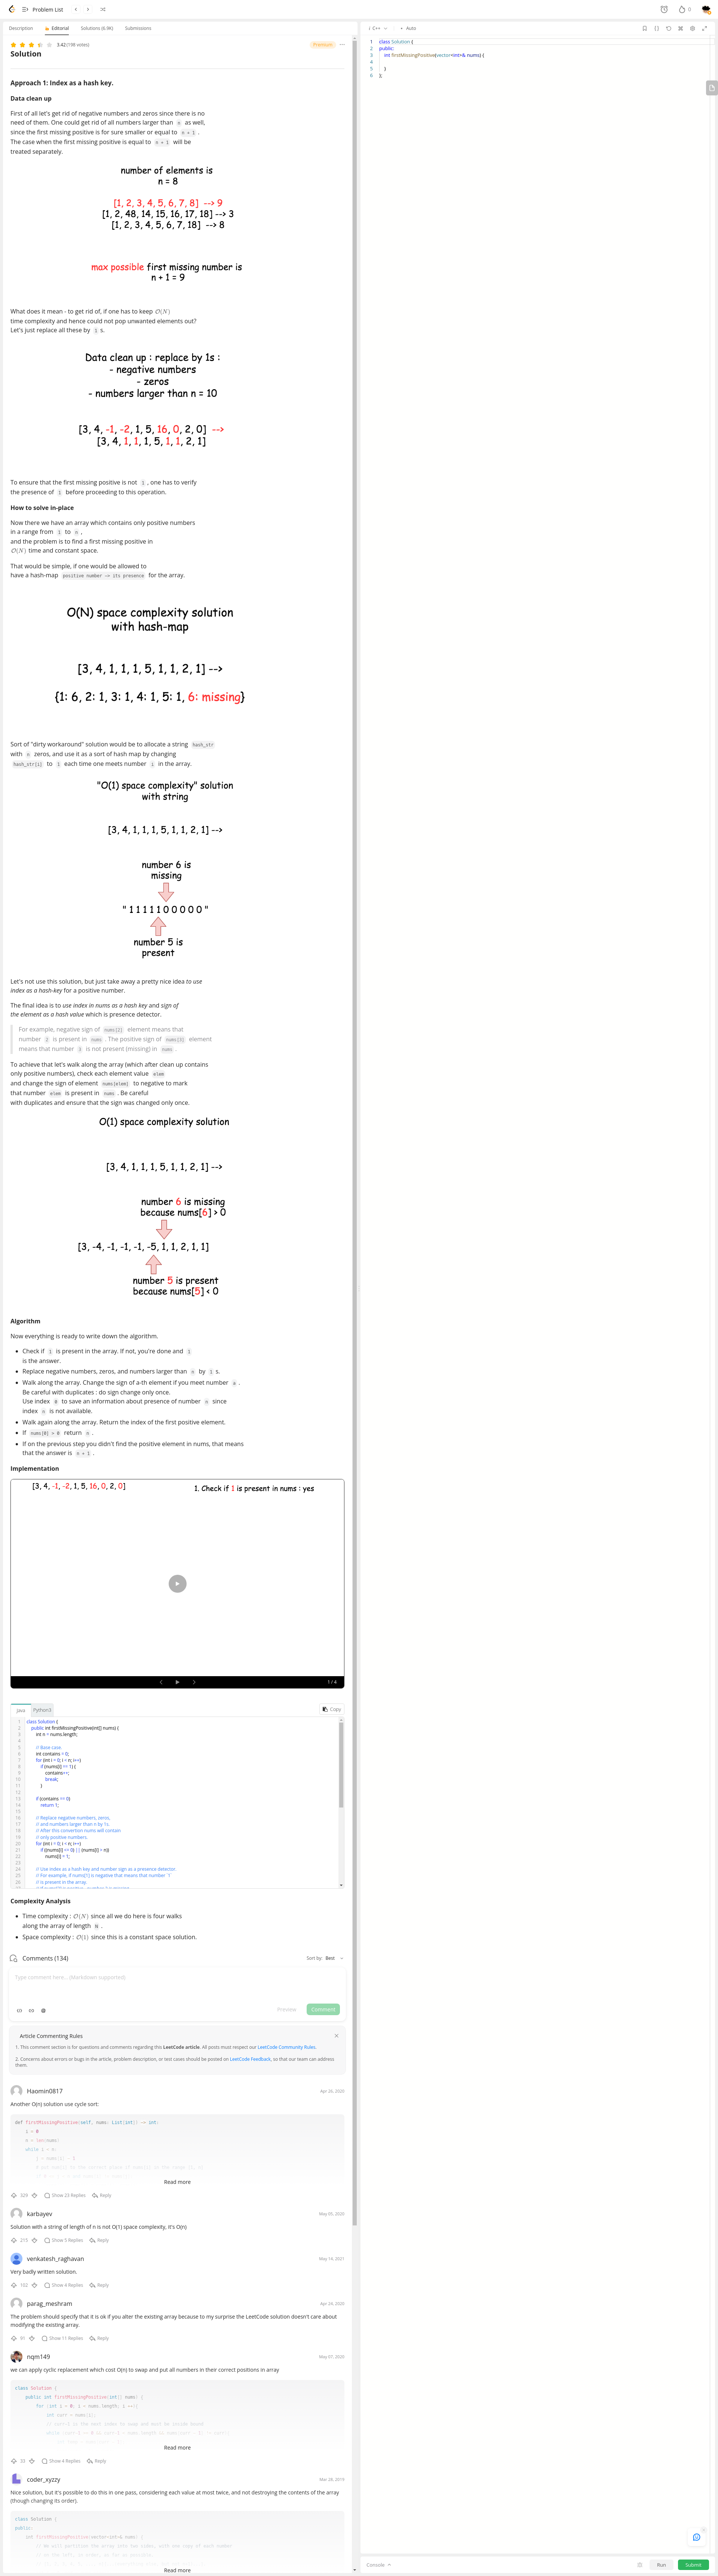 Problem List
0
Description
Editorial
Solutions (6.9K)
Submissions
3.42 (198 votes)
Premium
Solution
Approach 1: Index as a hash key.
Data clean up
First of all let's get rid of negative numbers and zeros since there is no
need of them. One could get rid of all numbers larger than n as well,
since the first missing positive is for sure smaller or equal to n + 1 .
The case when the first missing positive is equal to n + 1 will be
treated separately.
number of elements is
n = 8
[1, 2, 3, 4, 5, 6, 7, 8] --> 9
[1, 2, 48, 14, 15, 16, 17, 18] --> 3
[1, 2, 3, 4, 5, 6, 7, 18] --> 8
max possible first missing number is
n + 1 = 9
What does it mean - to get rid of, if one has to keep O(N)
time complexity and hence could not pop unwanted elements out?
Let's just replace all these by 1 s.
Data clean up : replace by 1s :
- negative numbers
- zeros
- numbers larger than n = 10
[3, 4, -1, -2, 1, 5, 16, 0, 2, 0] -->
[3, 4, 1, 1, 1, 5, 1, 1, 2, 1]
To ensure that the first missing positive is not 1 , one has to verify
the presence of 1 before proceeding to this operation.
How to solve in-place
Now there we have an array which contains only positive numbers
in a range from 1 to n ,
and the problem is to find a first missing positive in
O(N) time and constant space.
That would be simple, if one would be allowed to
have a hash-map positive number -> its presence for the array.
O(N) space complexity solution
with hash-map
[3, 4, 1, 1, 1, 5, 1, 1, 2, 1] -->
{1: 6, 2: 1, 3: 1, 4: 1, 5: 1, 6: missing}
Sort of "dirty workaround" solution would be to allocate a string hash_str
with n zeros, and use it as a sort of hash map by changing
hash_str[i] to 1 each time one meets number i in the array.
"O(1) space complexity" solution
with string
[3, 4, 1, 1, 1, 5, 1, 1, 2, 1] -->
number 6 is
missing
" 1 1 1 1 1 0 0 0 0 0 "
number 5 is
present
Let's not use this solution, but just take away a pretty nice idea to use
index as a hash-key for a positive number.
The final idea is to use index in nums as a hash key and sign of
the element as a hash value which is presence detector.
For example, negative sign of nums[2] element means that
number 2 is present in nums . The positive sign of nums[3] element
means that number 3 is not present (missing) in nums .
To achieve that let's walk along the array (which after clean up contains
only positive numbers), check each element value elem
and change the sign of element nums[elem] to negative to mark
that number elem is present in nums . Be careful
with duplicates and ensure that the sign was changed only once.
O(1) space complexity solution
[3, 4, 1, 1, 1, 5, 1, 1, 2, 1] -->
number 6 is missing
because nums[6] > 0
[3, -4, -1, -1, -1, -5, 1, 1, 2, 1, 1]
number 5 is present
because nums[5] < 0
Algorithm
Now everything is ready to write down the algorithm.
Check if 1 is present in the array. If not, you're done and 1
is the answer.
Replace negative numbers, zeros, and numbers larger than n by 1 s.
Walk along the array. Change the sign of a-th element if you meet number a .
Be careful with duplicates : do sign change only once.
Use index 0 to save an information about presence of number n since
index n is not available.
Walk again along the array. Return the index of the first positive element.
If nums[0] > 0 return n .
If on the previous step you didn't find the positive element in nums, that means
that the answer is n + 1 .
Implementation
[3, 4, -1, -2, 1, 5, 16, 0, 2, 0]
1. Check if 1 is present in nums : yes
1 / 4
Java
Python3
Copy
1 class Solution {
2 public int firstMissingPositive(int[] nums) {
3 int n = nums.length;
4
5 // Base case.
6 int contains = 0;
7 for (int i = 0; i < n; i++)
8 if (nums[i] == 1) {
9 contains++;
10 break;
11 }
12
13 if (contains == 0)
14 return 1;
15
16 // Replace negative numbers, zeros,
17 // and numbers larger than n by 1s.
18 // After this convertion nums will contain
19 // only positive numbers.
20 for (int i = 0; i < n; i++)
21 if ((nums[i] <= 0) || (nums[i] > n))
22 nums[i] = 1;
23
24 // Use index as a hash key and number sign as a presence detector.
25 // For example, if nums[1] is negative that means that number `1`
26 // is present in the array.
Complexity Analysis
Time complexity : O(N) since all we do here is four walks
along the array of length N .
Space complexity : O(1) since this is a constant space solution.
Comments (134)
Sort by: Best
Type comment here... (Markdown supported)
Preview
Comment
Article Commenting Rules
1. This comment section is for questions and comments regarding this LeetCode article. All posts must respect our LeetCode Community Rules.
2. Concerns about errors or bugs in the article, problem description, or test cases should be posted on LeetCode Feedback, so that our team can address
them.
Haomin0817
Apr 26, 2020
Another O(n) solution use cycle sort:
def firstMissingPositive(self, nums: List[int]) -> int:
i = 0
n = len(nums)
while i < n:
j = nums[i] - 1
Read more
329
Show 23 Replies
Reply
karbayev
May 05, 2020
Solution with a string of length of n is not O(1) space complexity, it's O(n)
215
Show 5 Replies
Reply
venkatesh_raghavan
May 14, 2021
Very badly written solution.
102
Show 4 Replies
Reply
parag_meshram
Apr 24, 2020
The problem should specify that it is ok if you alter the existing array because to my surprise the LeetCode solution doesn't care about
modifying the existing array.
91
Show 11 Replies
Reply
nqm149
May 07, 2020
we can apply cyclic replacement which cost O(n) to swap and put all numbers in their correct positions in array
class Solution {
public int firstMissingPositive(int[] nums) {
for (int i = 0; i < nums.length; i ++){
int curr = nums[i];
Read more
33
Show 4 Replies
Reply
coder_xyzzy
Mar 28, 2019
Nice solution, but it's possible to do this in one pass, considering each value at most twice, and not destroying the contents of the array
(though changing its order).
class Solution {
public:
int firstMissingPositive(vector<int>& nums) {
Read more
C++
Auto
1 class Solution {
2 public:
3 int firstMissingPositive(vector<int>& nums) {
4
5 }
6 };
Console
Run
Submit